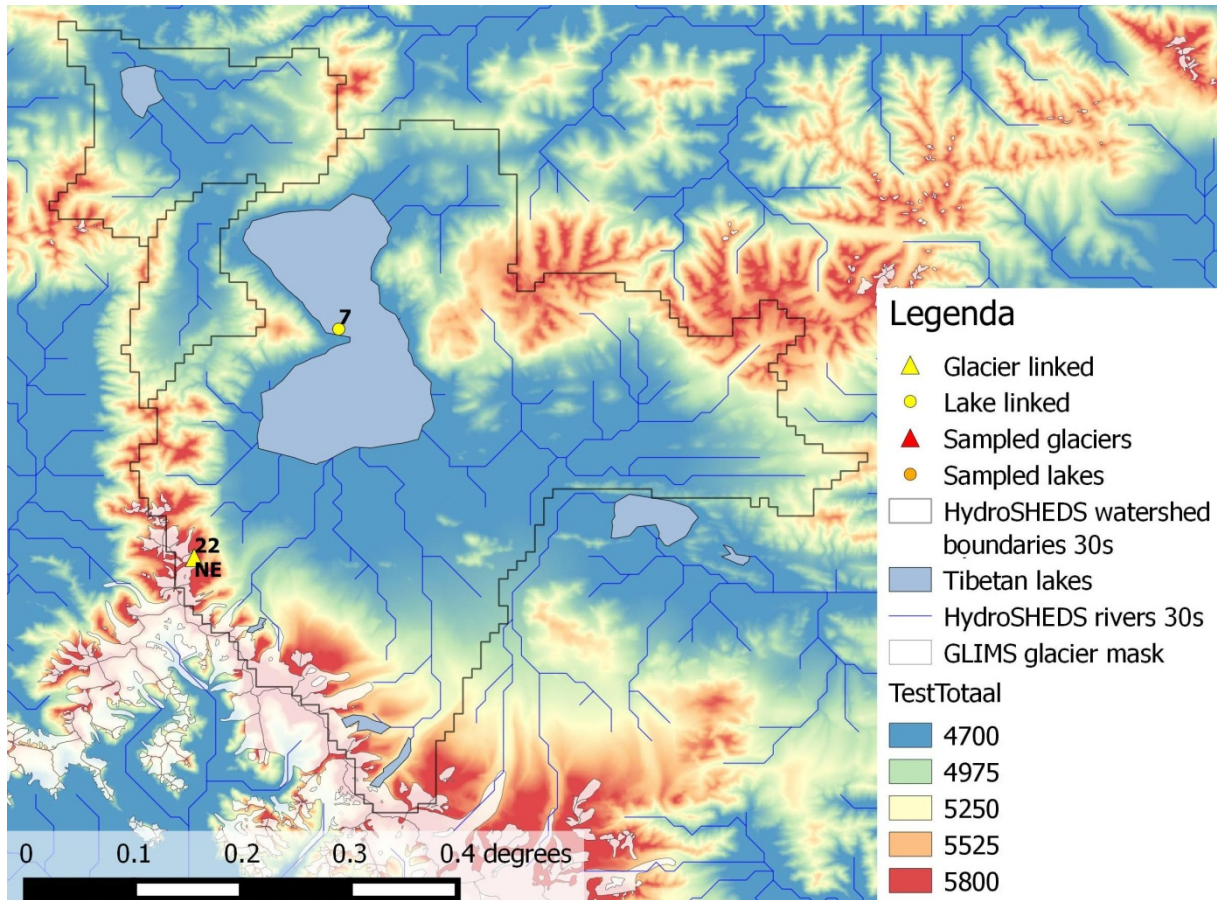 7
22
NE
Legenda
Glacier linked
Lake linked
Sampled glaciers
Sampled lakes
HydroSHEDS watershed
boundaries 30s
Tibetan lakes
HydroSHEDS rivers 30s
GLIMS glacier mask
TestTotaal
4700
4975
5250
5525
5800
0 0.1 0.2 0.3 0.4 degrees